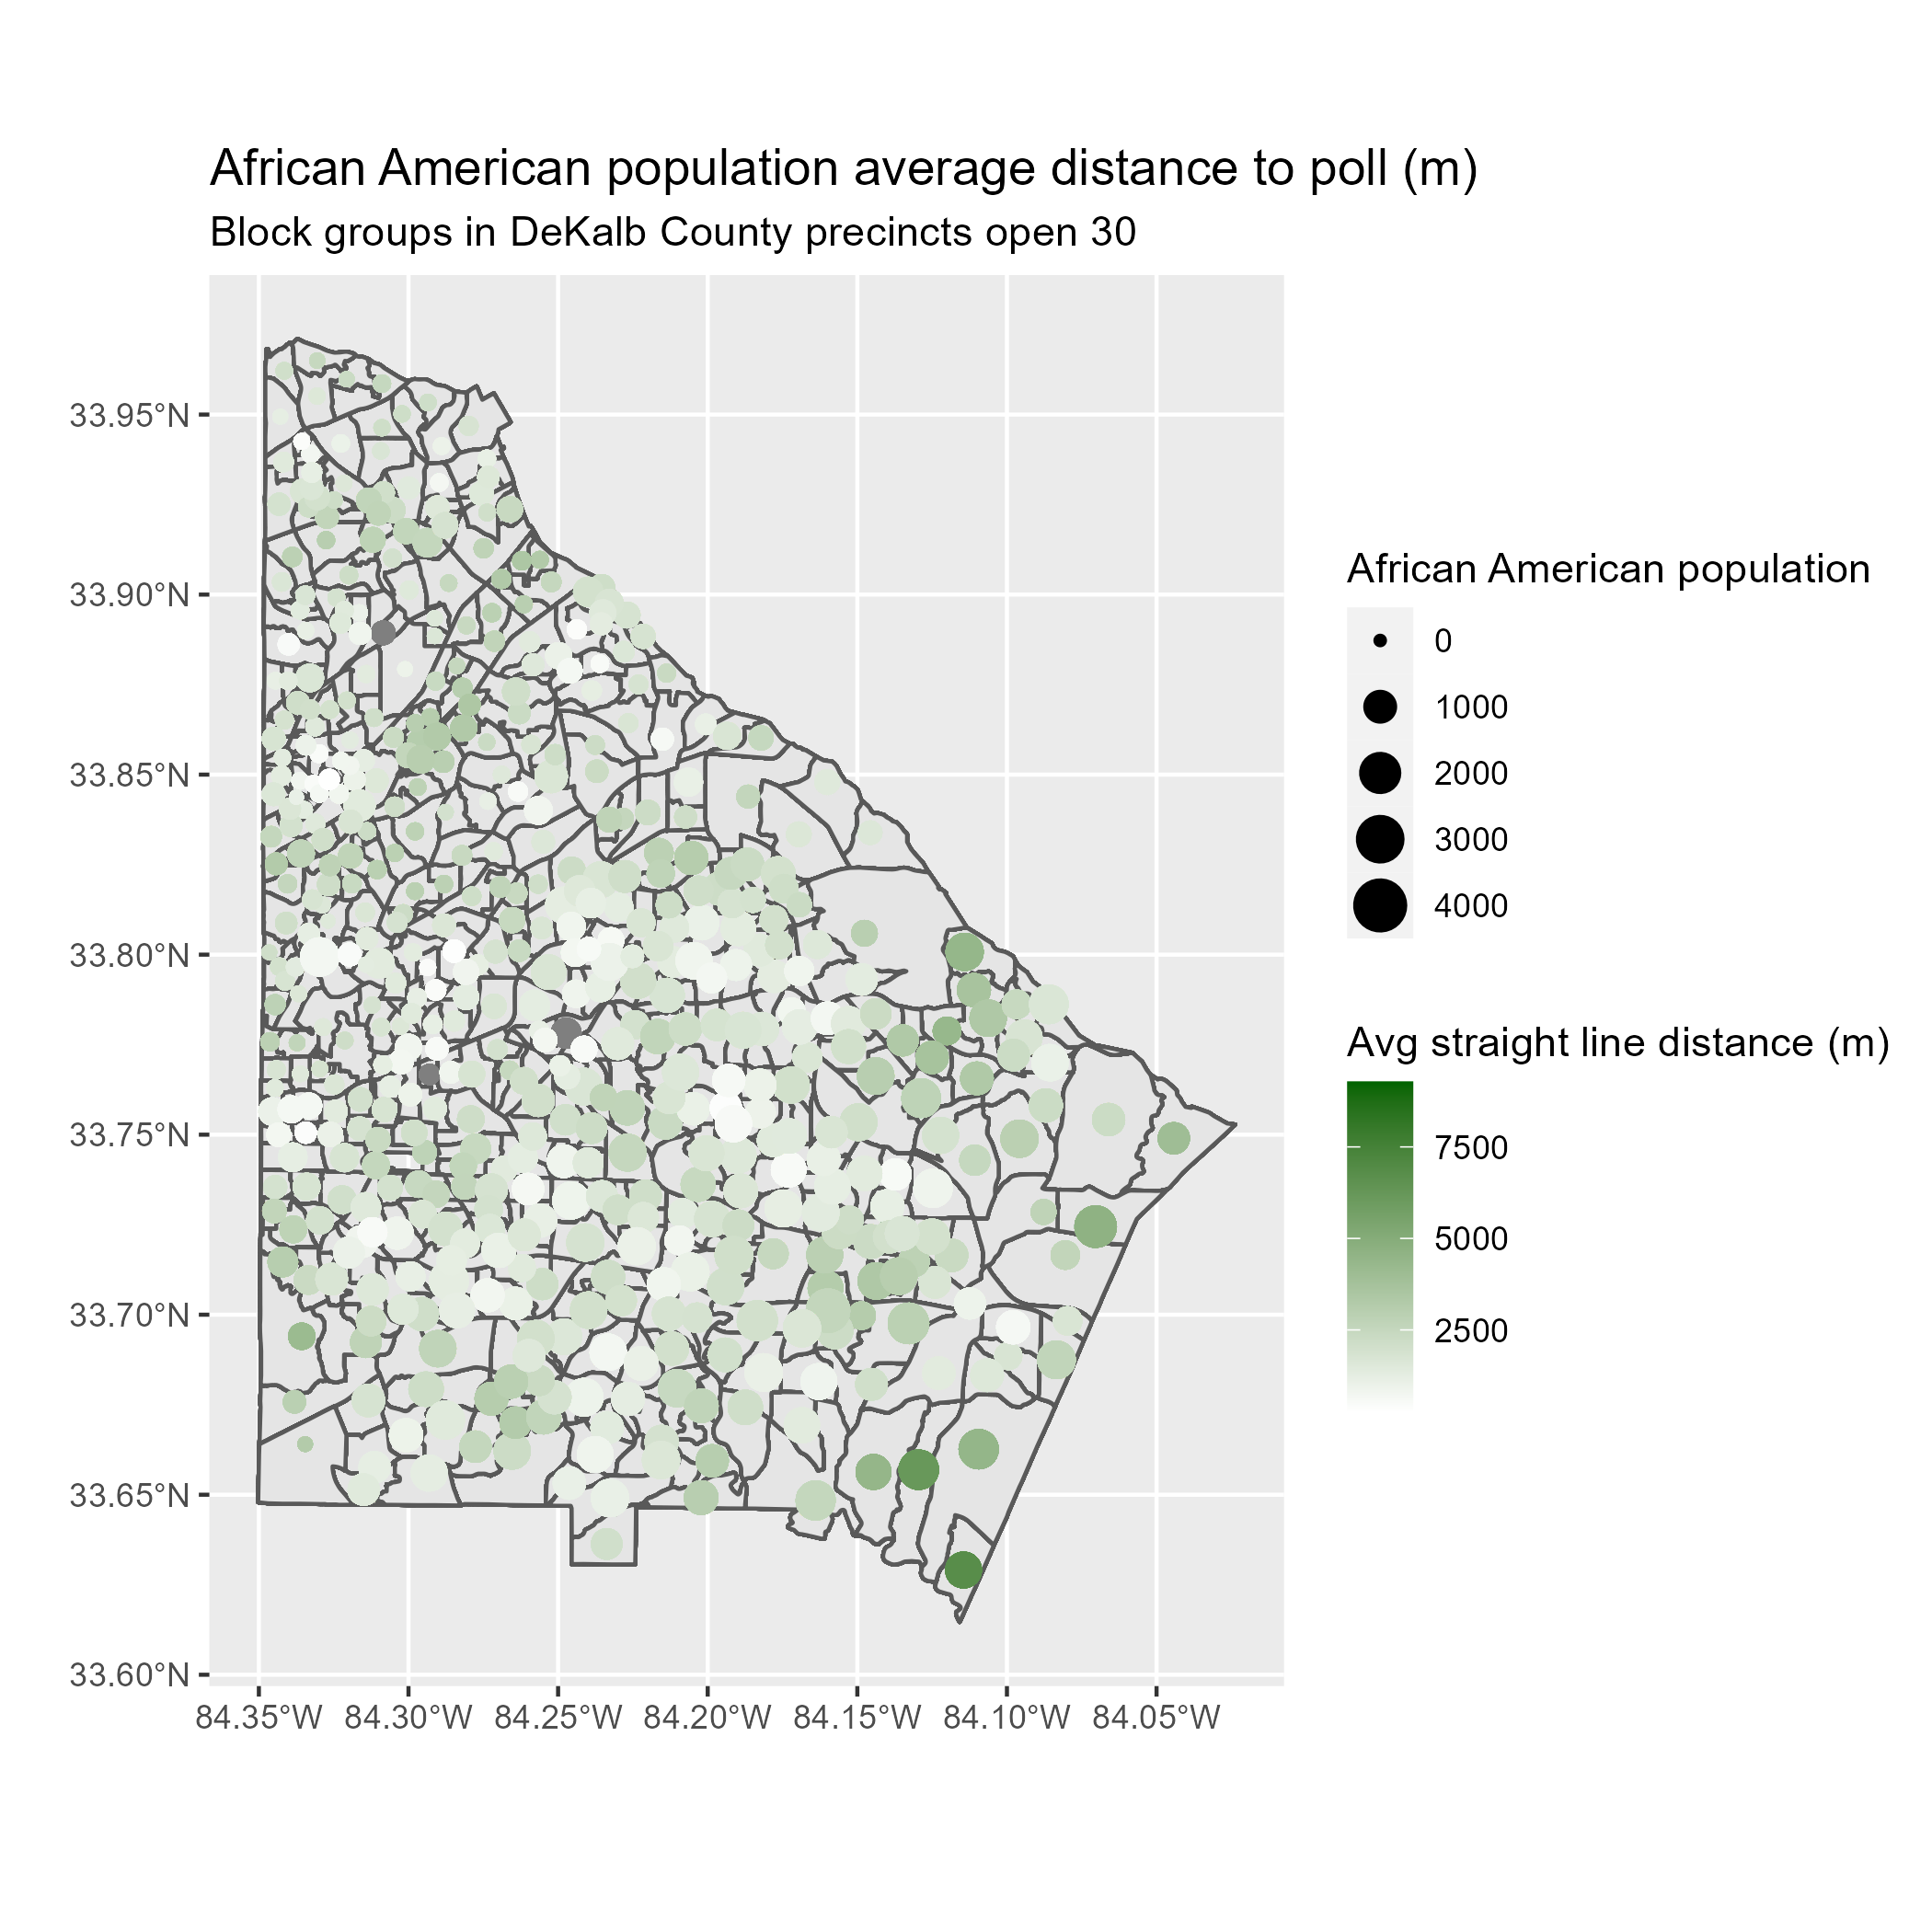 African American population average distance to poll (m)
Block groups in DeKalb County precincts open 30
33.95°N
33.90°N
33.85°N
33.80°N
33.75°N
33.70°N
33.65°N
33.60°N
84.35°W 84.30°W 84.25°W 84.20°W 84.15°W 84.10°W 84.05°W
African American population
0
1000
2000
3000
4000
Avg straight line distance (m)
7500
5000
2500